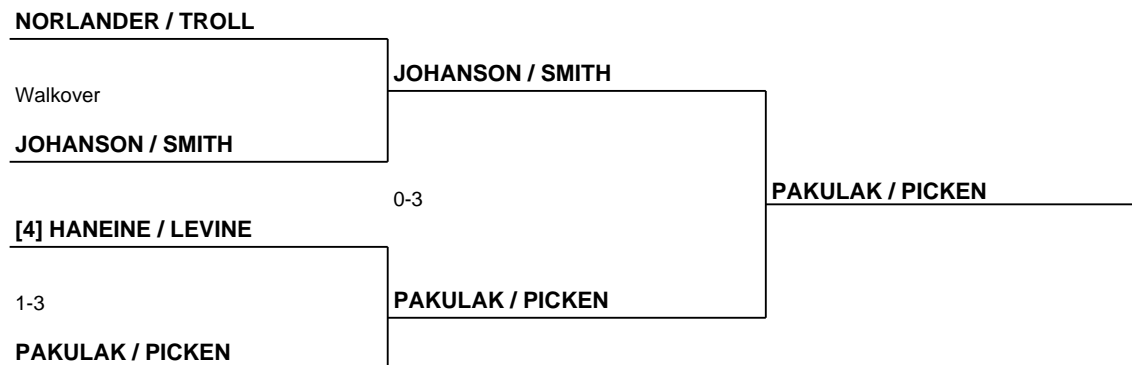 NORLANDER / TROLL
JOHANSON / SMITH
Walkover
JOHANSON / SMITH
0-3
PAKULAK / PICKEN
[4] HANEINE / LEVINE
1-3
PAKULAK / PICKEN
PAKULAK / PICKEN